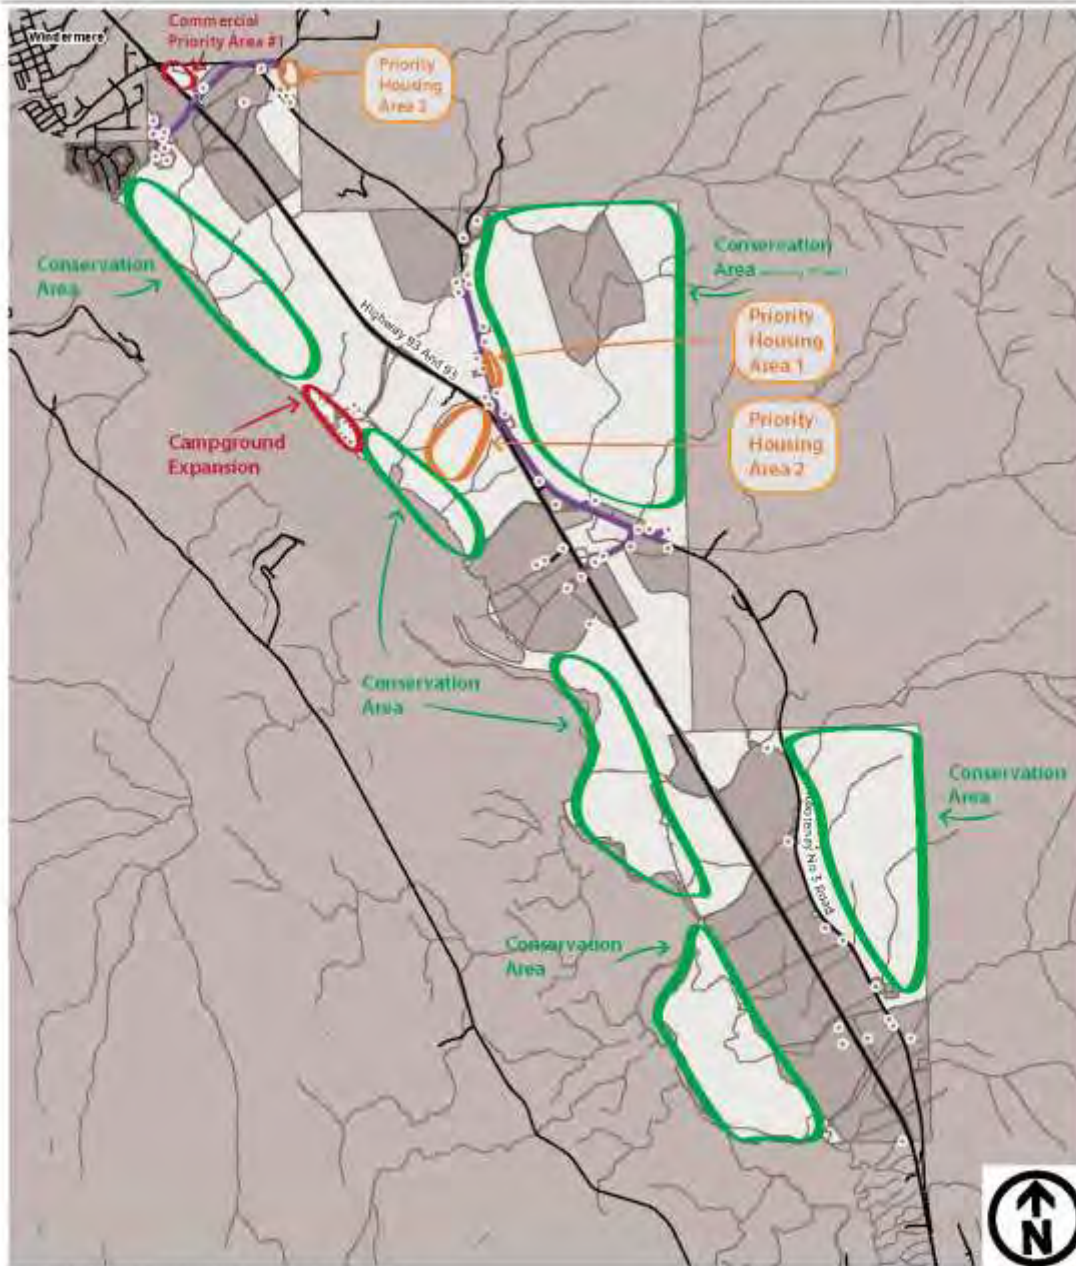 Commercial
Priority Area #1
Windermere
Priority
Housing
Area 3
Conservation
Area
Conservation
Area
Highway 93 And 95
Priority
Housing
Area 1
Priority
Housing
Area 2
Campground
Expansion
Conservation
Area
Conservation
Area
Kootenay No 3 Road
Conservation
Area
N